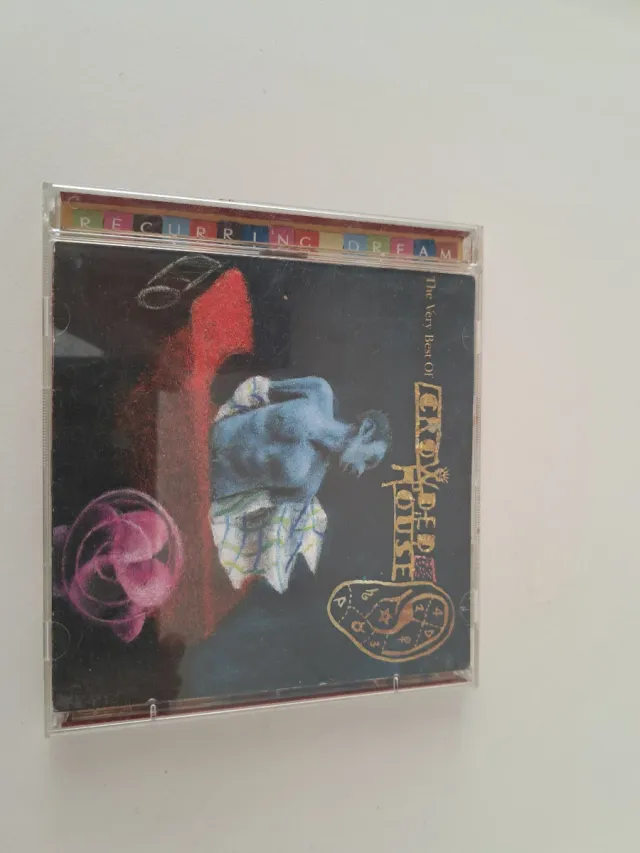 RECURRING DREAM
The Very Best Of
CROWDED
HOUSE